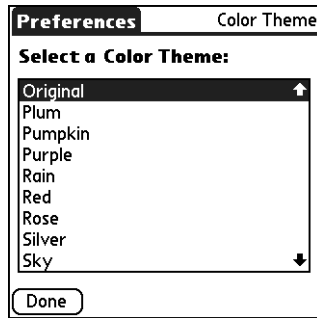 Preferences
Color Theme
Select a Color Theme:
Original
Plum
Pumpkin
Purple
Rain
Red
Rose
Silver
Sky
Done